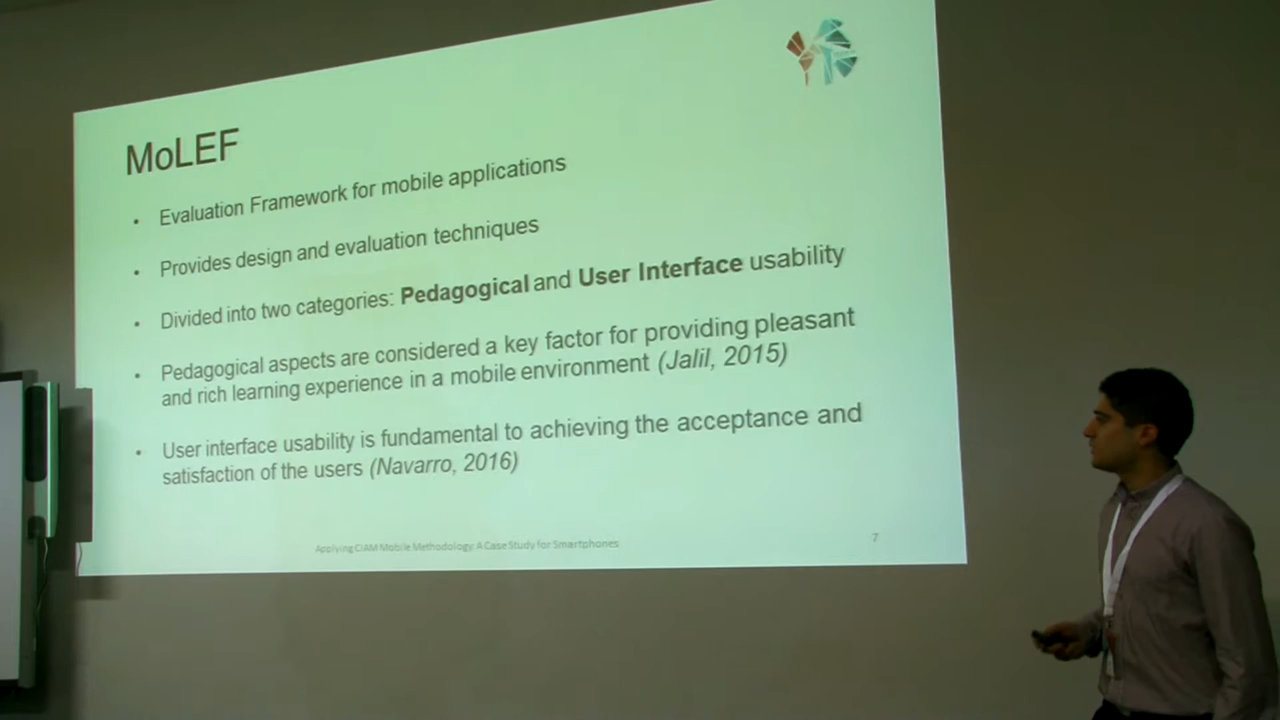 MoLEF
• Evaluation Framework for mobile applications
• Provides design and evaluation techniques
• Divided into two categories: Pedagogical and User Interface usability
• Pedagogical aspects are considered a key factor for providing pleasant
and rich learning experience in a mobile environment (Jalil, 2015)
• User interface usability is fundamental to achieving the acceptance and
satisfaction of the users (Navarro, 2016)
Applying CIAM Mobile Methodology: A Case Study for Smartphones
7